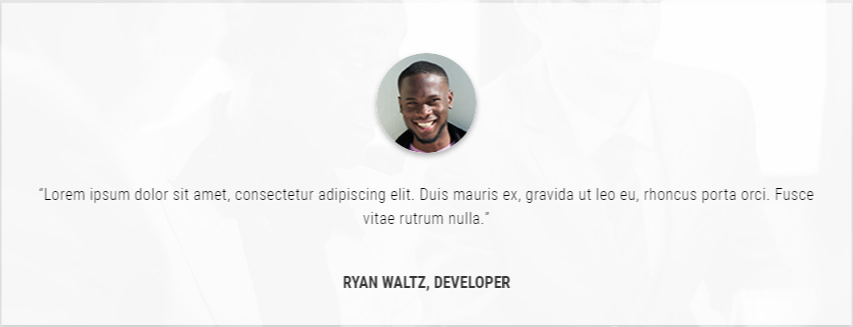 “Lorem ipsum dolor sit amet, consectetur adipiscing elit. Duis mauris ex, gravida ut leo eu, rhoncus porta orci. Fusce
vitae rutrum nulla.”
RYAN WALTZ, DEVELOPER